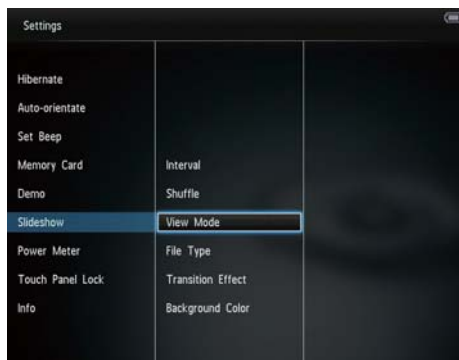 Settings
Hibernate
Auto-orientate
Set Beep
Memory Card
Demo
Slideshow
Power Meter
Touch Panel Lock
Info
Interval
Shuffle
View Mode
File Type
Transition Effect
Background Color